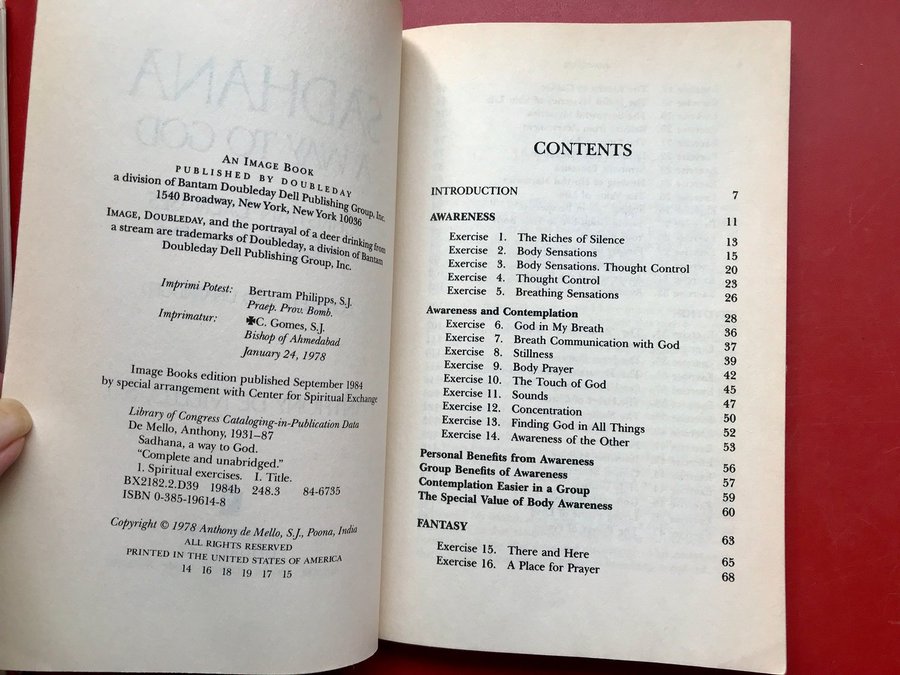 AN IMAGE BOOK
PUBLISHED BY DOUBLEDAY
a division of Bantam Doubleday Dell Publishing Group, Inc.
1540 Broadway, New York, New York 10036
IMAGE, DOUBLEDAY, and the portrayal of a deer drinking from
a stream are trademarks of Doubleday, a division of Bantam
Doubleday Dell Publishing Group, Inc.
Imprimi Potest: Bertram Philipps, S.J.
Praep. Prov. Bomb.
Imprimatur: ✠C. Gomes, S.J.
Bishop of Ahmedabad
January 24, 1978
Image Books edition published September 1984
by special arrangement with Center for Spiritual Exchange
Library of Congress Cataloging-in-Publication Data
De Mello, Anthony, 1931–87
Sadhana, a way to God.
"Complete and unabridged."
1. Spiritual exercises. I. Title.
BX2182.2.D39 1984b 248.3 84-6735
ISBN 0-385-19614-8
Copyright © 1978 Anthony de Mello, S.J., Poona, India
ALL RIGHTS RESERVED
PRINTED IN THE UNITED STATES OF AMERICA
14 16 18 19 17 15
CONTENTS
INTRODUCTION 7
AWARENESS 11
Exercise 1. The Riches of Silence 13
Exercise 2. Body Sensations 15
Exercise 3. Body Sensations. Thought Control 20
Exercise 4. Thought Control 23
Exercise 5. Breathing Sensations 26
Awareness and Contemplation 28
Exercise 6. God in My Breath 36
Exercise 7. Breath Communication with God 37
Exercise 8. Stillness 39
Exercise 9. Body Prayer 42
Exercise 10. The Touch of God 45
Exercise 11. Sounds 47
Exercise 12. Concentration 50
Exercise 13. Finding God in All Things 52
Exercise 14. Awareness of the Other 53
Personal Benefits from Awareness 56
Group Benefits of Awareness 57
Contemplation Easier in a Group 59
The Special Value of Body Awareness 60
FANTASY 63
Exercise 15. There and Here 65
Exercise 16. A Place for Prayer 68